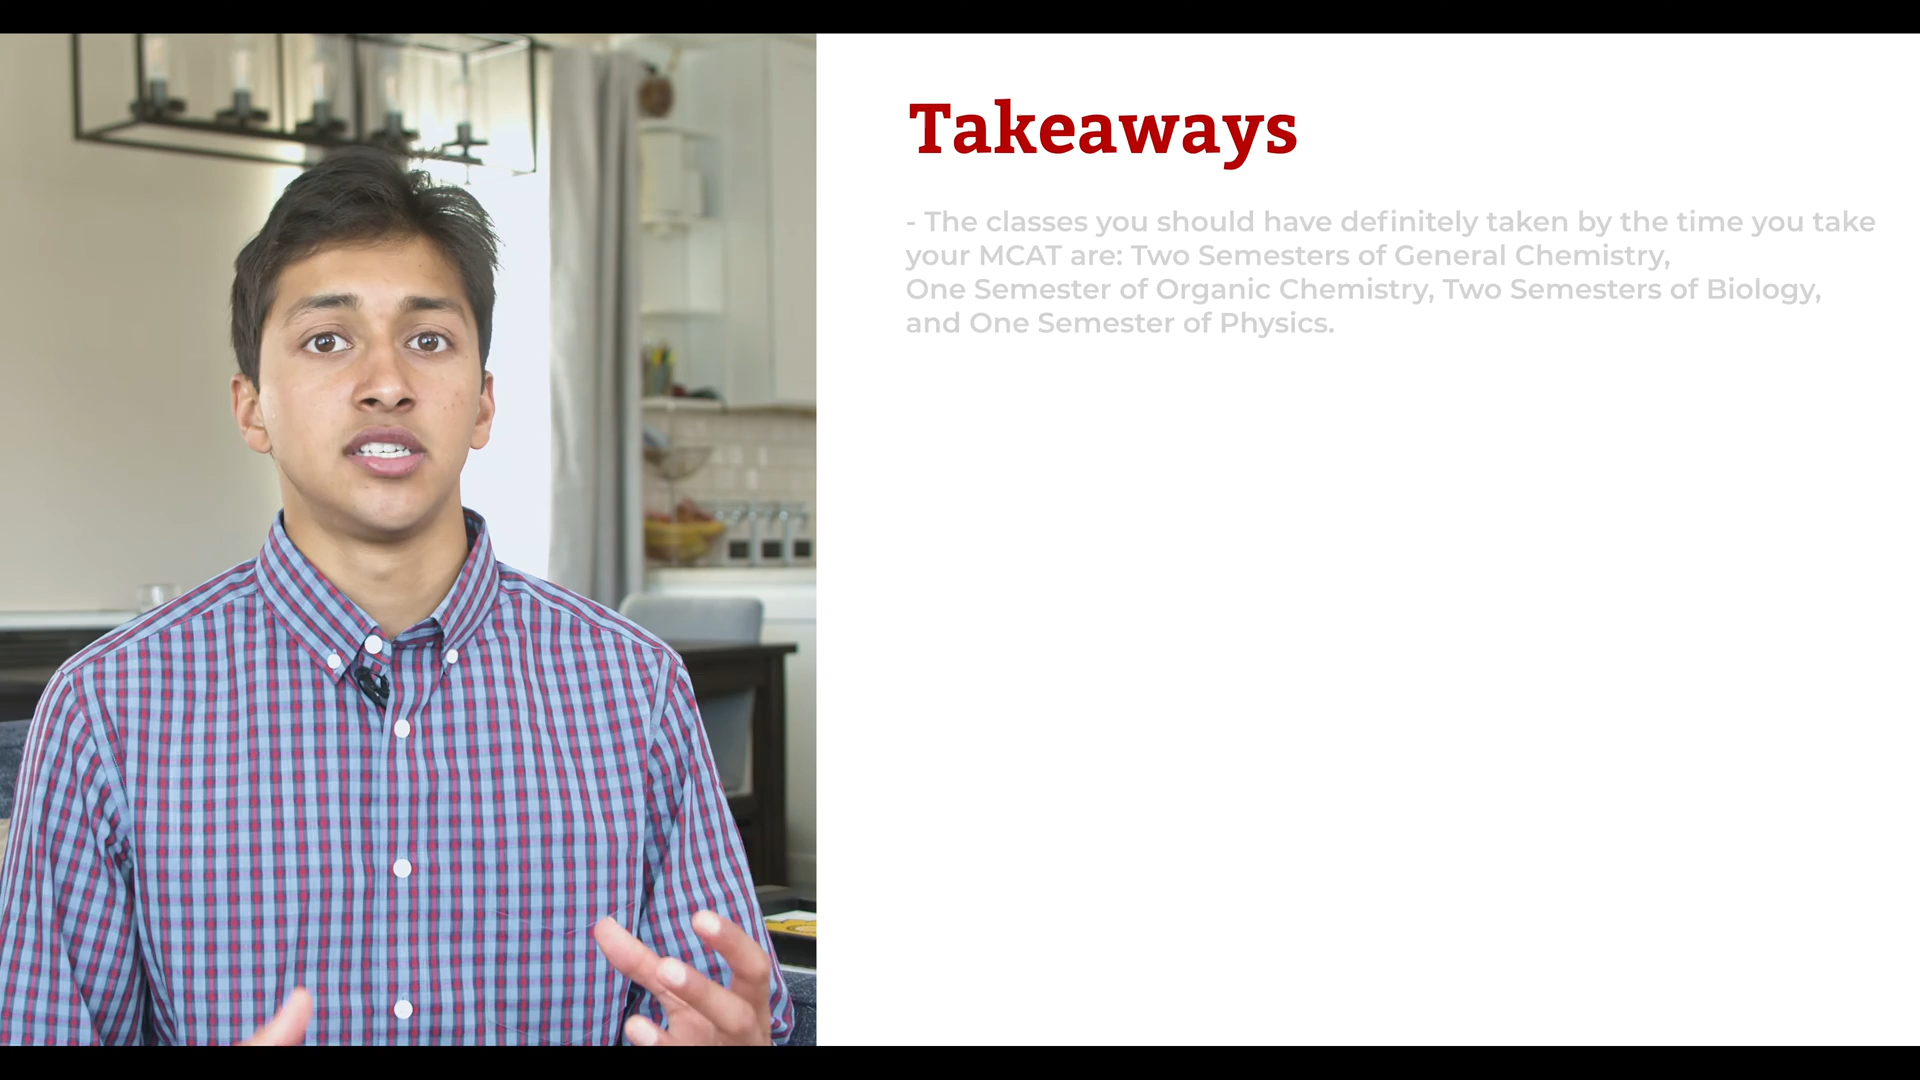 Takeaways
- The classes you should have definitely taken by the time you take
your MCAT are: Two Semesters of General Chemistry,
One Semester of Organic Chemistry, Two Semesters of Biology,
and One Semester of Physics.